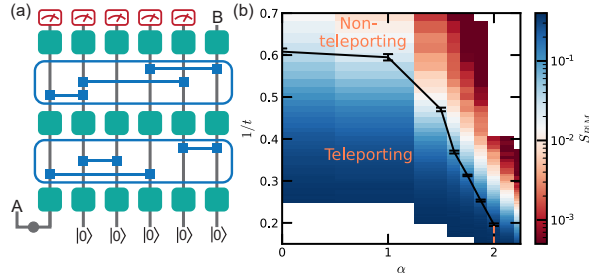 (a)
B
A
|0⟩ |0⟩ |0⟩ |0⟩ |0⟩
(b)
0.7
0.6
0.5
0.4
0.3
0.2
1/t
0
1
2
α
Non-
teleporting
Teleporting
10⁻¹
10⁻²
10⁻³